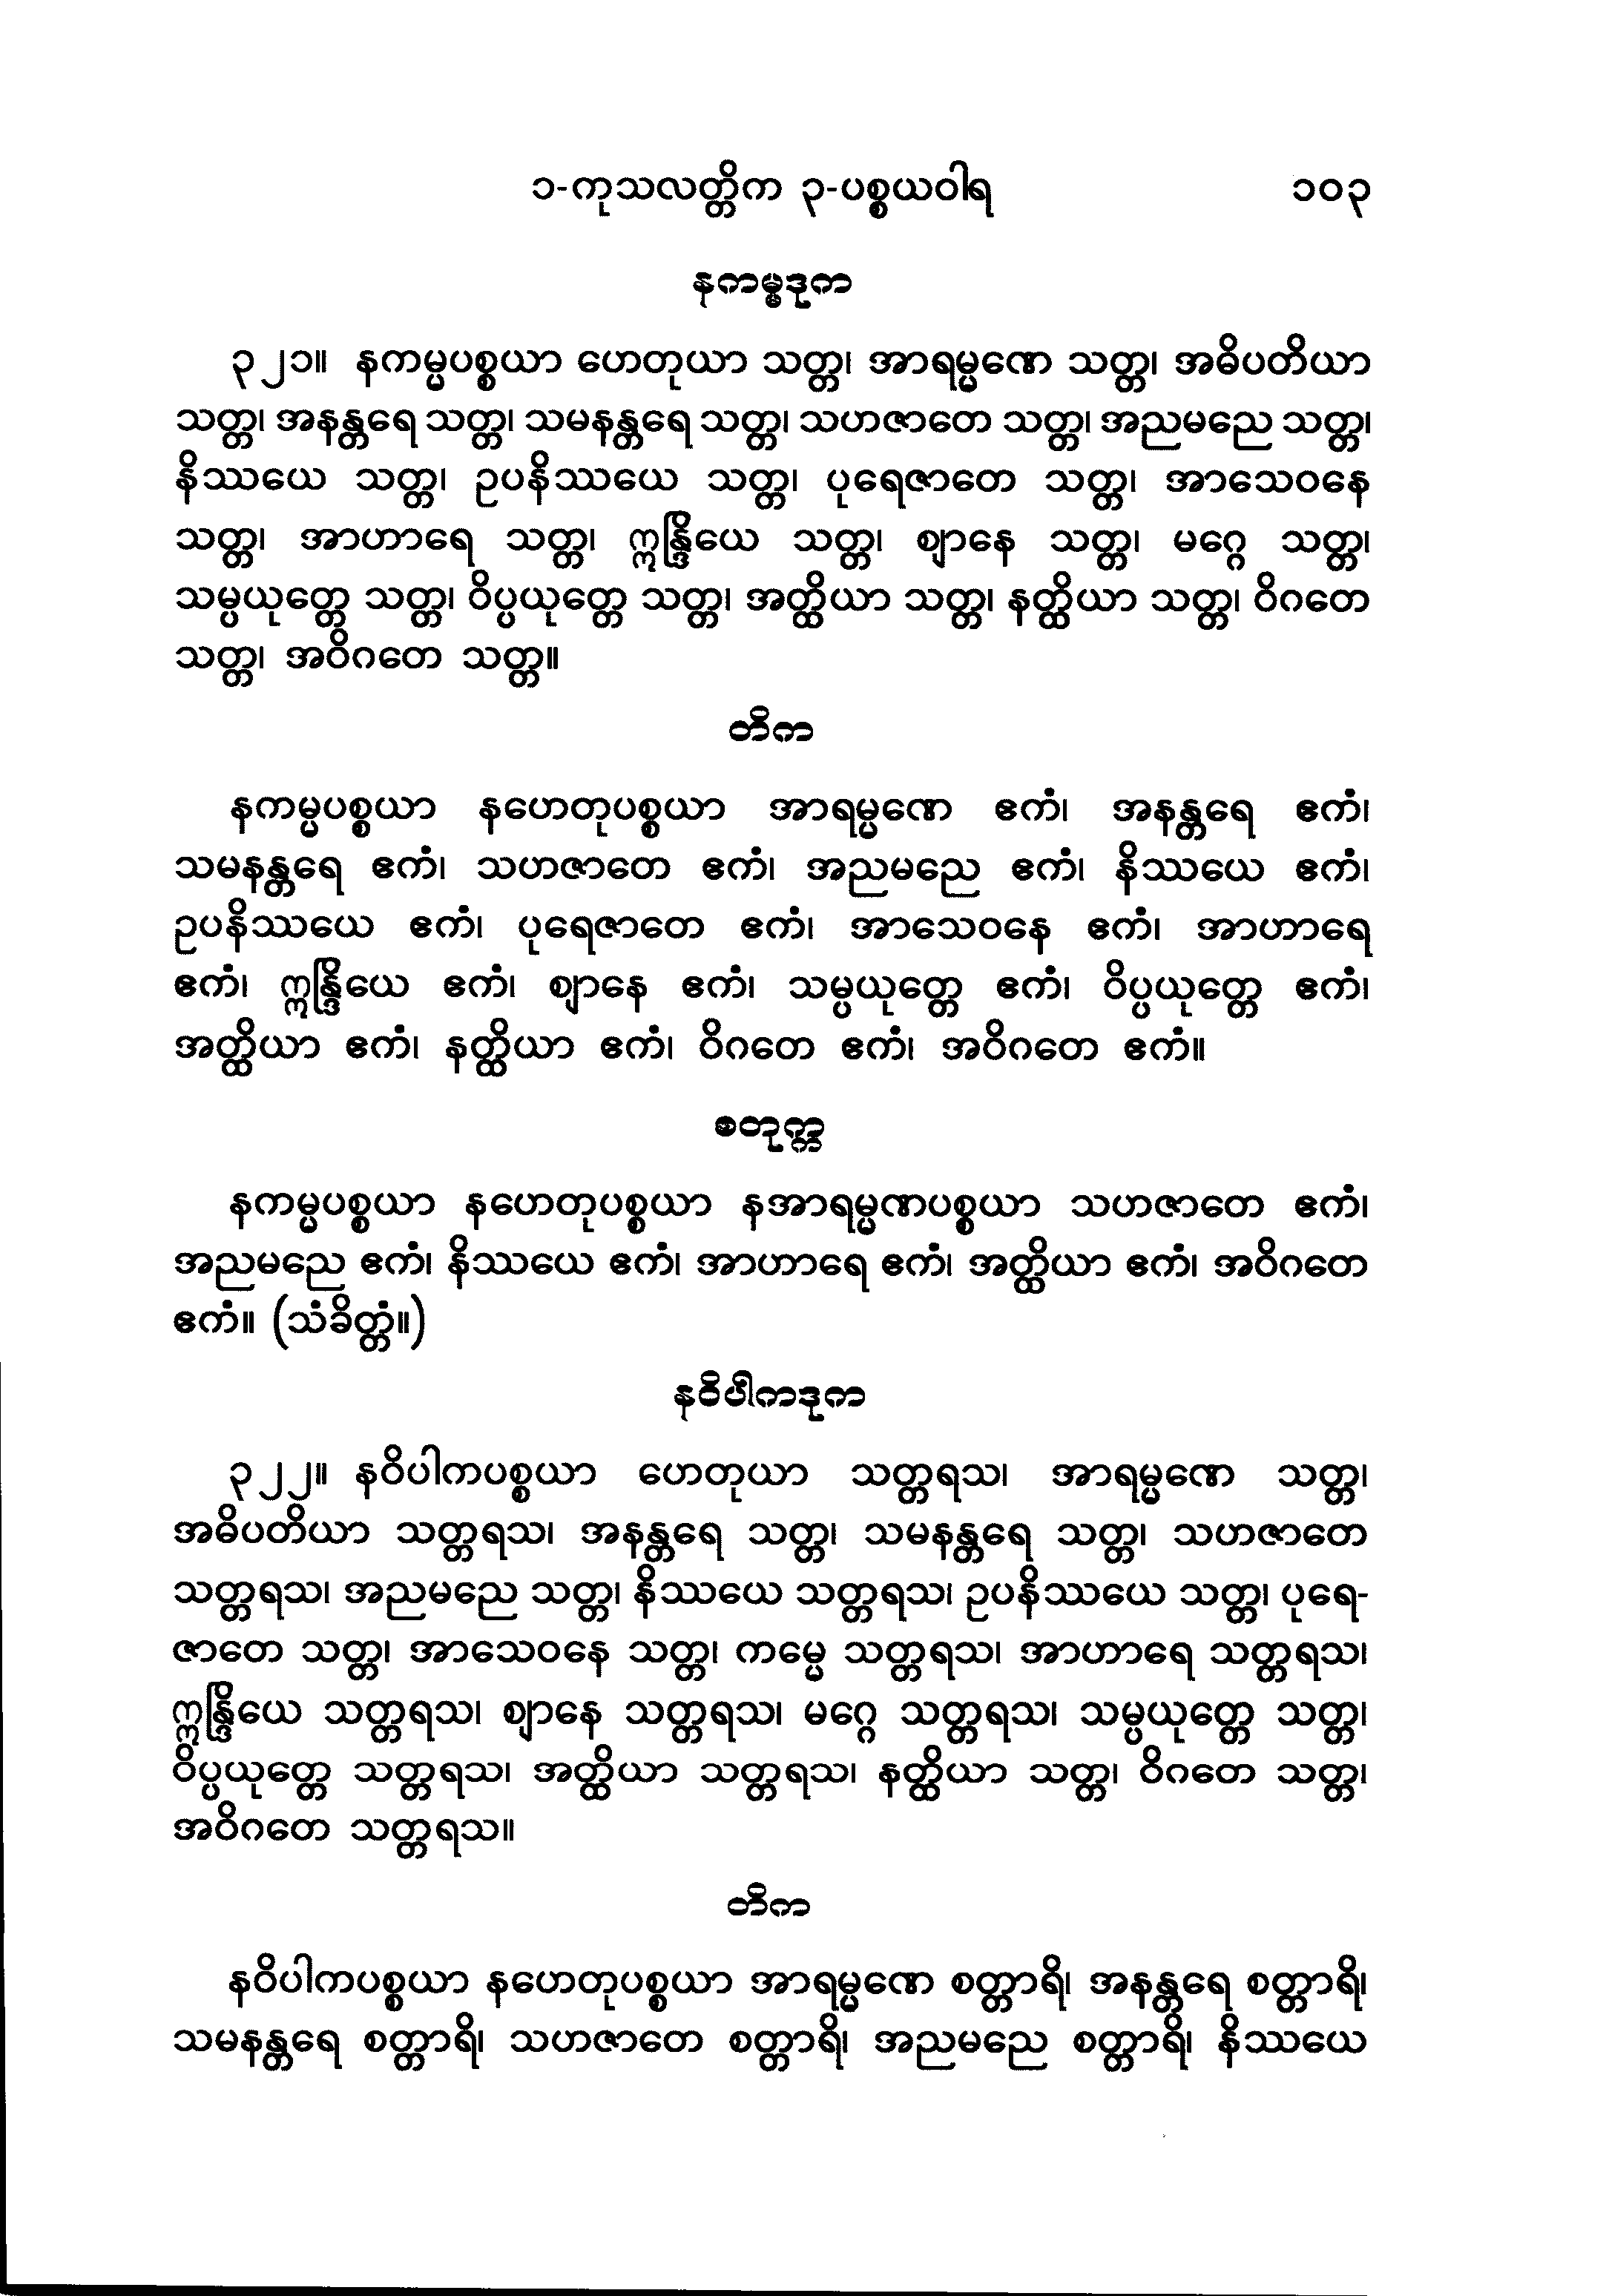 ၁-ကုသလတ္တိက ၃-ပစ္စယဝါရ ၁၀၃
နကမ္မဒုက
၃၂၁။ နကမ္မပစ္စယာ ဟေတုယာ သတ္တ၊ အာရမ္မဏေ သတ္တ၊ အဓိပတိယာ
သတ္တ၊ အနန္တရေ သတ္တ၊ သမနန္တရေ သတ္တ၊ သဟဇာတေ သတ္တ၊ အညမညေ သတ္တ၊
နိဿယေ သတ္တ၊ ဥပနိဿယေ သတ္တ၊ ပုရေဇာတေ သတ္တ၊ အာသေဝနေ
သတ္တ၊ အာဟာရေ သတ္တ၊ ဣန္ဒြိယေ သတ္တ၊ ဈာနေ သတ္တ၊ မဂ္ဂေ သတ္တ၊
သမ္ပယုတ္တေ သတ္တ၊ ဝိပ္ပယုတ္တေ သတ္တ၊ အတ္ထိယာ သတ္တ၊ နတ္ထိယာ သတ္တ၊ ဝိဂတေ
သတ္တ၊ အဝိဂတေ သတ္တ။
တိက
နကမ္မပစ္စယာ နဟေတုပစ္စယာ အာရမ္မဏေ ဧကံ၊ အနန္တရေ ဧကံ၊
သမနန္တရေ ဧကံ၊ သဟဇာတေ ဧကံ၊ အညမညေ ဧကံ၊ နိဿယေ ဧကံ၊
ဥပနိဿယေ ဧကံ၊ ပုရေဇာတေ ဧကံ၊ အာသေဝနေ ဧကံ၊ အာဟာရေ
ဧကံ၊ ဣန္ဒြိယေ ဧကံ၊ ဈာနေ ဧကံ၊ သမ္ပယုတ္တေ ဧကံ၊ ဝိပ္ပယုတ္တေ ဧကံ၊
အတ္ထိယာ ဧကံ၊ နတ္ထိယာ ဧကံ၊ ဝိဂတေ ဧကံ၊ အဝိဂတေ ဧကံ။
စတုက္က
နကမ္မပစ္စယာ နဟေတုပစ္စယာ နအာရမ္မဏပစ္စယာ သဟဇာတေ ဧကံ၊
အညမညေ ဧကံ၊ နိဿယေ ဧကံ၊ အာဟာရေ ဧကံ၊ အတ္ထိယာ ဧကံ၊ အဝိဂတေ
ဧကံ။ (သံခိတ္တံ။)
နဝိပါကဒုက
၃၂၂။ နဝိပါကပစ္စယာ ဟေတုယာ သတ္တရသ၊ အာရမ္မဏေ သတ္တ၊
အဓိပတိယာ သတ္တရသ၊ အနန္တရေ သတ္တ၊ သမနန္တရေ သတ္တ၊ သဟဇာတေ
သတ္တရသ၊ အညမညေ သတ္တ၊ နိဿယေ သတ္တရသ၊ ဥပနိဿယေ သတ္တ၊ ပုရေ-
ဇာတေ သတ္တ၊ အာသေဝနေ သတ္တ၊ ကမ္မေ သတ္တရသ၊ အာဟာရေ သတ္တရသ၊
ဣန္ဒြိယေ သတ္တရသ၊ ဈာနေ သတ္တရသ၊ မဂ္ဂေ သတ္တရသ၊ သမ္ပယုတ္တေ သတ္တ၊
ဝိပ္ပယုတ္တေ သတ္တရသ၊ အတ္ထိယာ သတ္တရသ၊ နတ္ထိယာ သတ္တ၊ ဝိဂတေ သတ္တ၊
အဝိဂတေ သတ္တရသ။
တိက
နဝိပါကပစ္စယာ နဟေတုပစ္စယာ အာရမ္မဏေ စတ္တာရိ၊ အနန္တရေ စတ္တာရိ၊
သမနန္တရေ စတ္တာရိ၊ သဟဇာတေ စတ္တာရိ၊ အညမညေ စတ္တာရိ၊ နိဿယေ